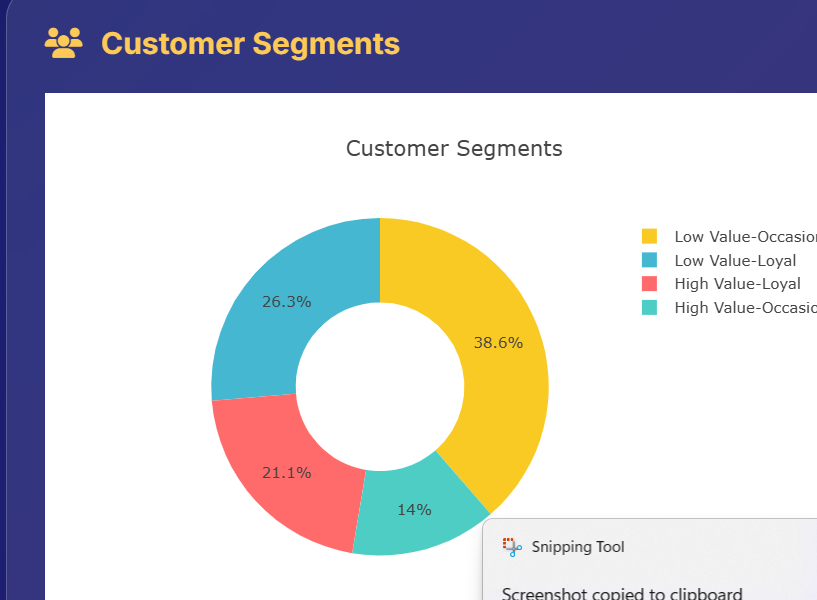 Customer Segments
Customer Segments
Low Value-Occasion
Low Value-Loyal
High Value-Loyal
High Value-Occasio
26.3%
38.6%
21.1%
14%
Snipping Tool
Screenshot copied to clipboard